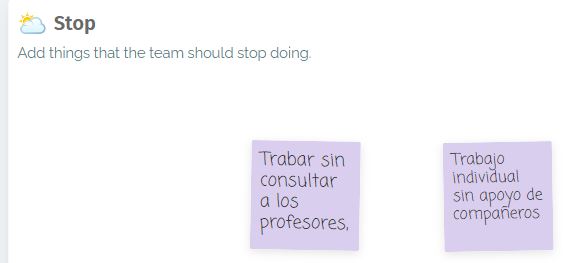 Stop
Add things that the team should stop doing.
Trabar sin
consultar
a los
profesores,
Trabajo
individual
sin apoyo de
compañeros